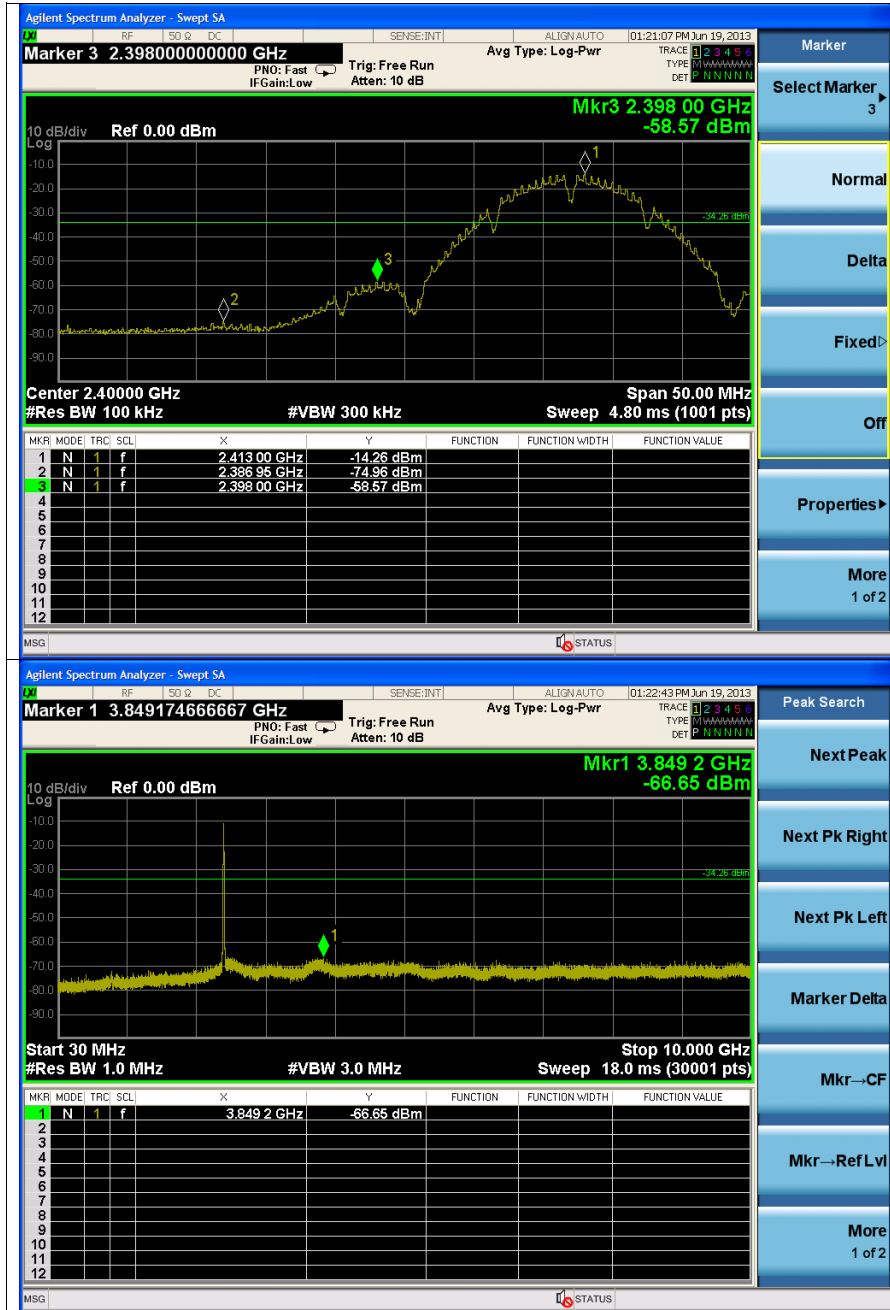 Agilent Spectrum Analyzer - Swept SA
LXI RF 50 Ω DC SENSE:INT ALIGN AUTO 01:21:07 PM Jun 19, 2013
Marker 3 2.398000000000 GHz
PNO: Fast
IFGain:Low
Trig: Free Run
Atten: 10 dB
Avg Type: Log-Pwr
TRACE 1 2 3 4 5 6
TYPE M
DET P N N N N N
Mkr3 2.398 00 GHz
-58.57 dBm
10 dB/div Ref 0.00 dBm
Log
-10.0
-20.0
-30.0
-40.0
-50.0
-60.0
-70.0
-80.0
-90.0
1
2
3
-34.26 dBm
Center 2.40000 GHz Span 50.00 MHz
#Res BW 100 kHz #VBW 300 kHz Sweep 4.80 ms (1001 pts)
MKR MODE TRC SCL X Y FUNCTION FUNCTION WIDTH FUNCTION VALUE
1 N 1 f 2.413 00 GHz -14.26 dBm
2 N 1 f 2.386 95 GHz -74.96 dBm
3 N 1 f 2.398 00 GHz -58.57 dBm
4
5
6
7
8
9
10
11
12
MSG STATUS
Marker
Select Marker
3
Normal
Delta
Fixed
Off
Properties
More
1 of 2
Agilent Spectrum Analyzer - Swept SA
LXI RF 50 Ω DC SENSE:INT ALIGN AUTO 01:22:43 PM Jun 19, 2013
Marker 1 3.849174666667 GHz
PNO: Fast
IFGain:Low
Trig: Free Run
Atten: 10 dB
Avg Type: Log-Pwr
TRACE 1 2 3 4 5 6
TYPE M
DET P N N N N N
Mkr1 3.849 2 GHz
-66.65 dBm
10 dB/div Ref 0.00 dBm
Log
-10.0
-20.0
-30.0
-40.0
-50.0
-60.0
-70.0
-80.0
-90.0
1
-34.26 dBm
Start 30 MHz Stop 10.000 GHz
#Res BW 1.0 MHz #VBW 3.0 MHz Sweep 18.0 ms (30001 pts)
MKR MODE TRC SCL X Y FUNCTION FUNCTION WIDTH FUNCTION VALUE
1 N 1 f 3.849 2 GHz -66.65 dBm
2
3
4
5
6
7
8
9
10
11
12
MSG STATUS
Peak Search
Next Peak
Next Pk Right
Next Pk Left
Marker Delta
Mkr→CF
Mkr→Ref Lvl
More
1 of 2